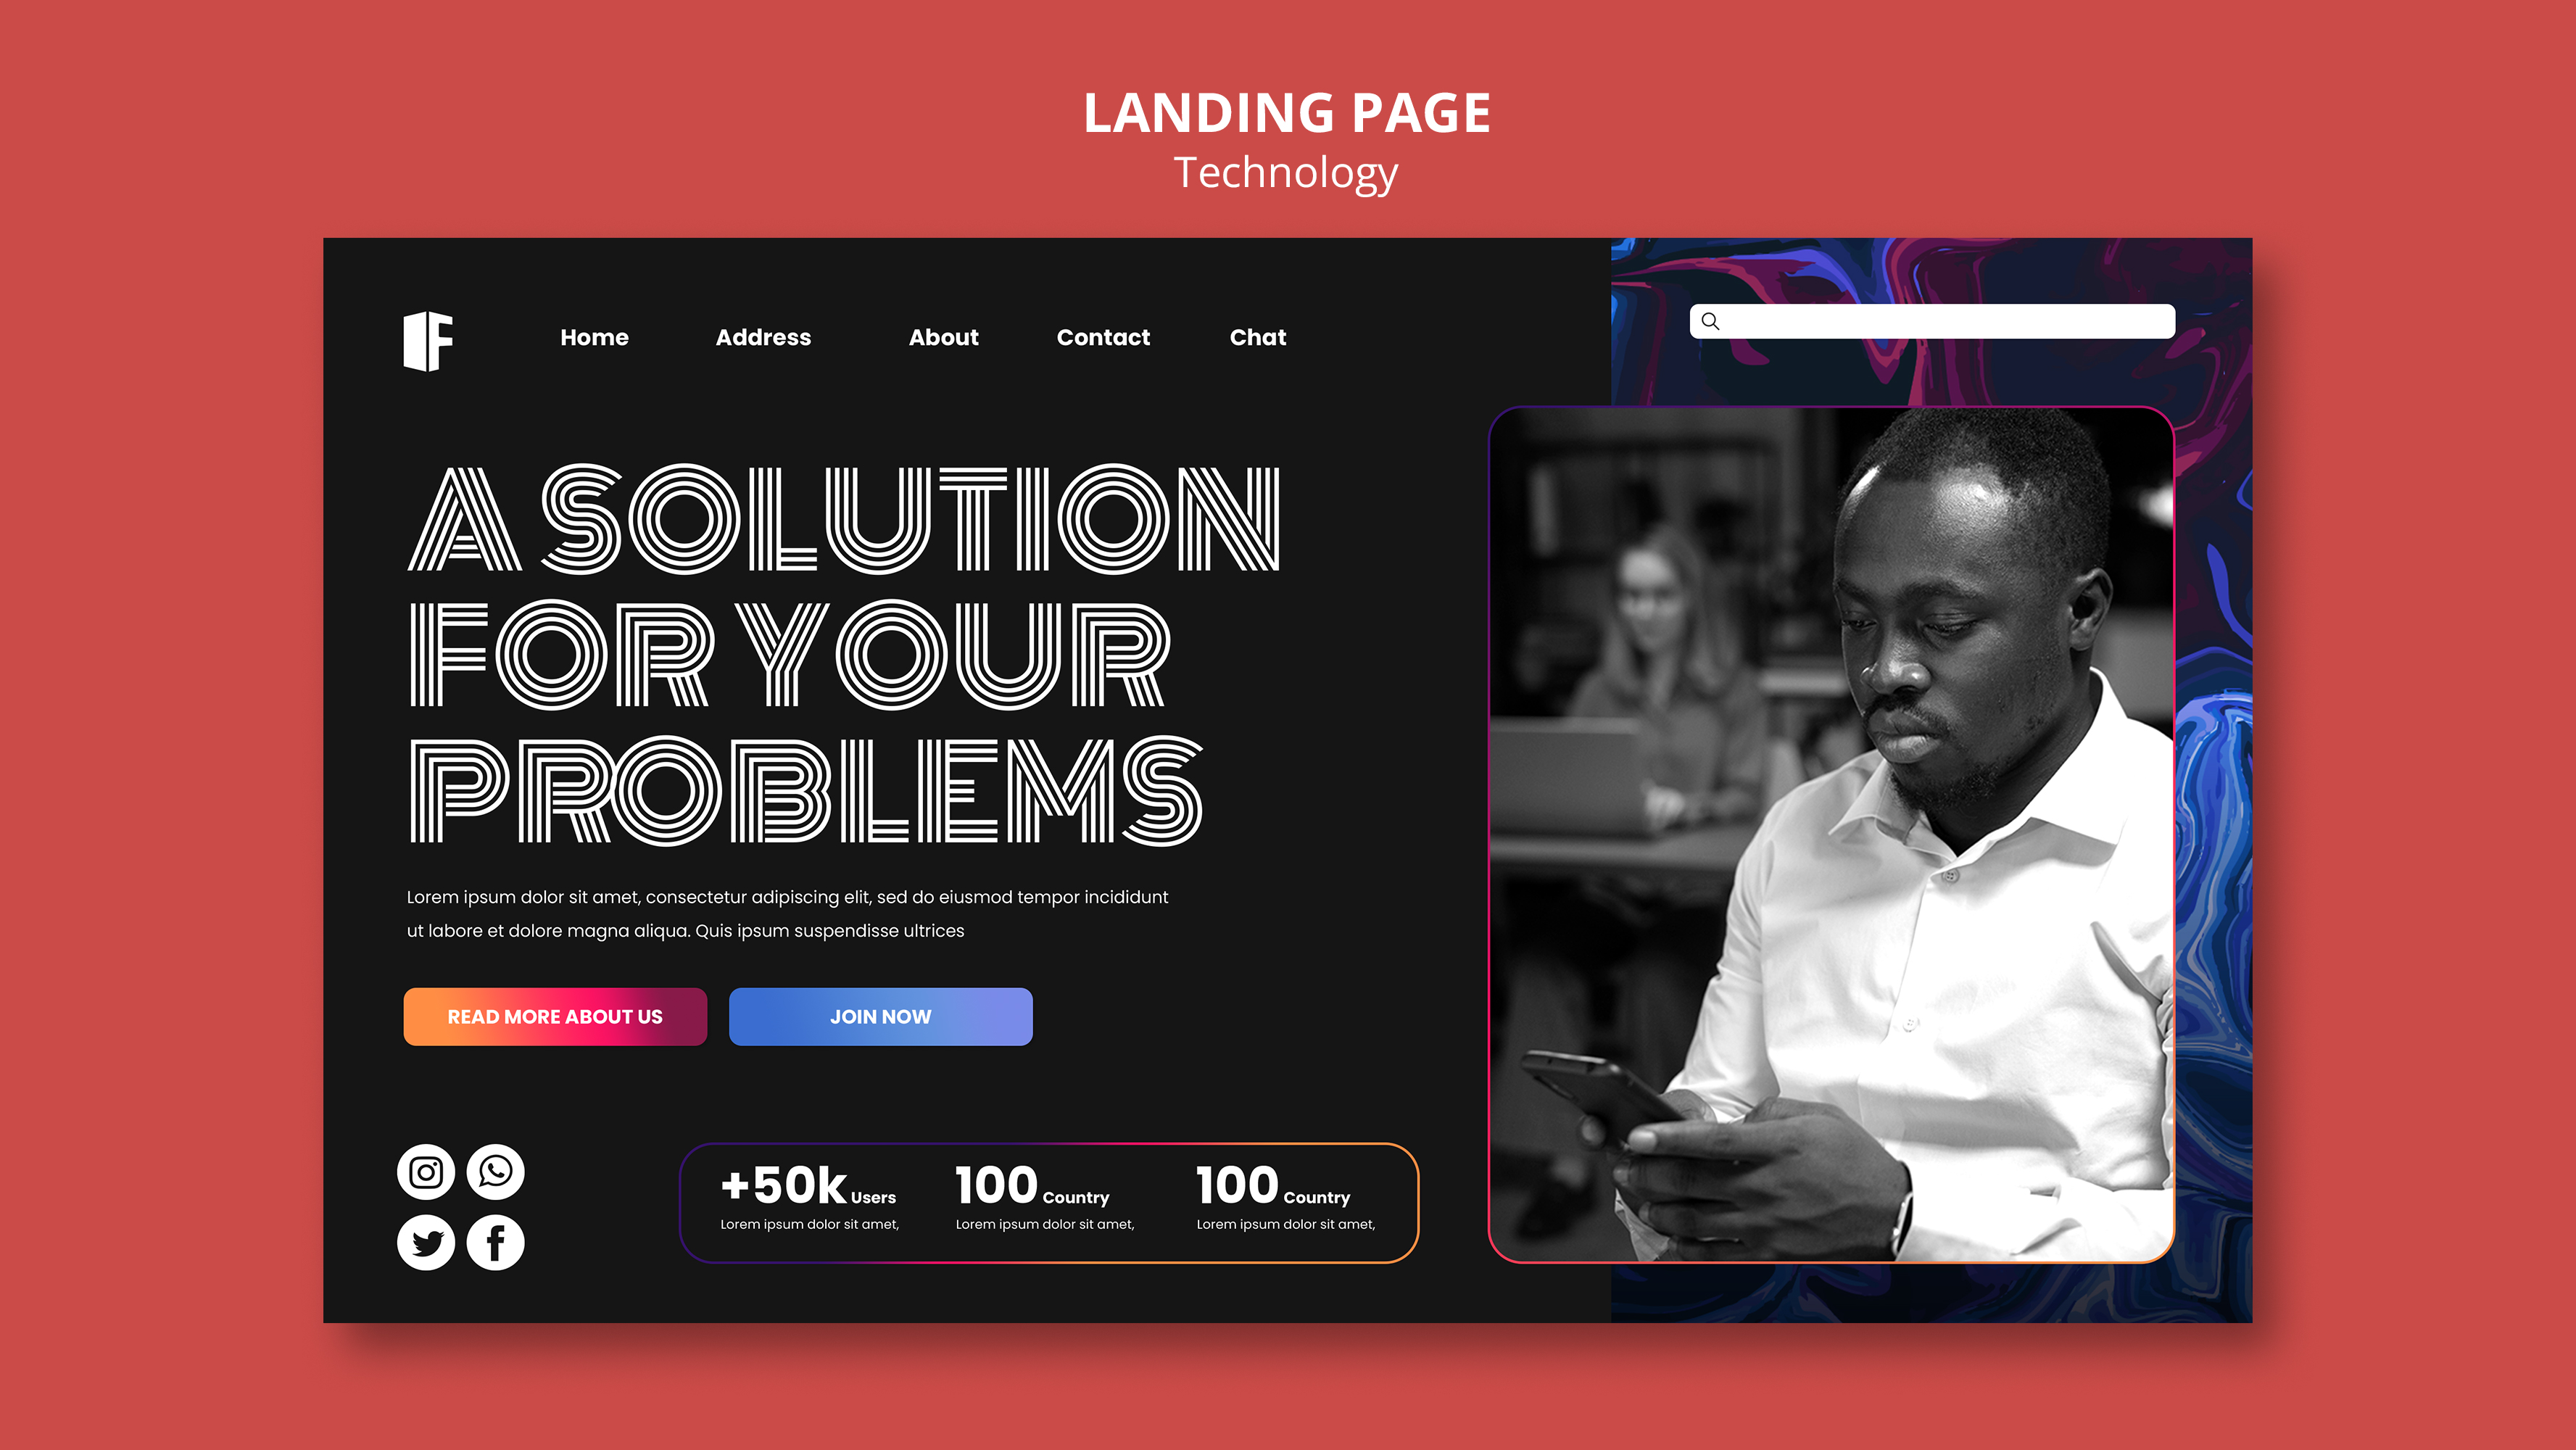 LANDING PAGE
Technology
F
Home Address About Contact Chat
A SOLUTION
FOR YOUR
PROBLEMS
Lorem ipsum dolor sit amet, consectetur adipiscing elit, sed do eiusmod tempor incididunt
ut labore et dolore magna aliqua. Quis ipsum suspendisse ultrices
READ MORE ABOUT US
JOIN NOW
+50k Users
Lorem ipsum dolor sit amet,
100 Country
Lorem ipsum dolor sit amet,
100 Country
Lorem ipsum dolor sit amet,